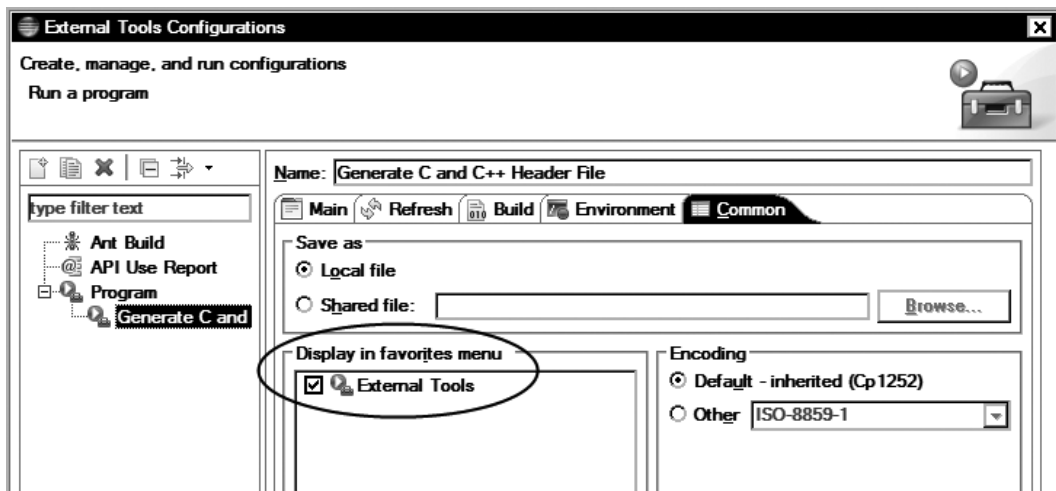 External Tools Configurations
Create, manage, and run configurations
Run a program
type filter text
Ant Build
API Use Report
Program
Generate C and
Name: Generate C and C++ Header File
Main Refresh Build Environment Common
Save as
Local file
Shared file: Browse...
Display in favorites menu
External Tools
Encoding
Default - inherited (Cp1252)
Other ISO-8859-1